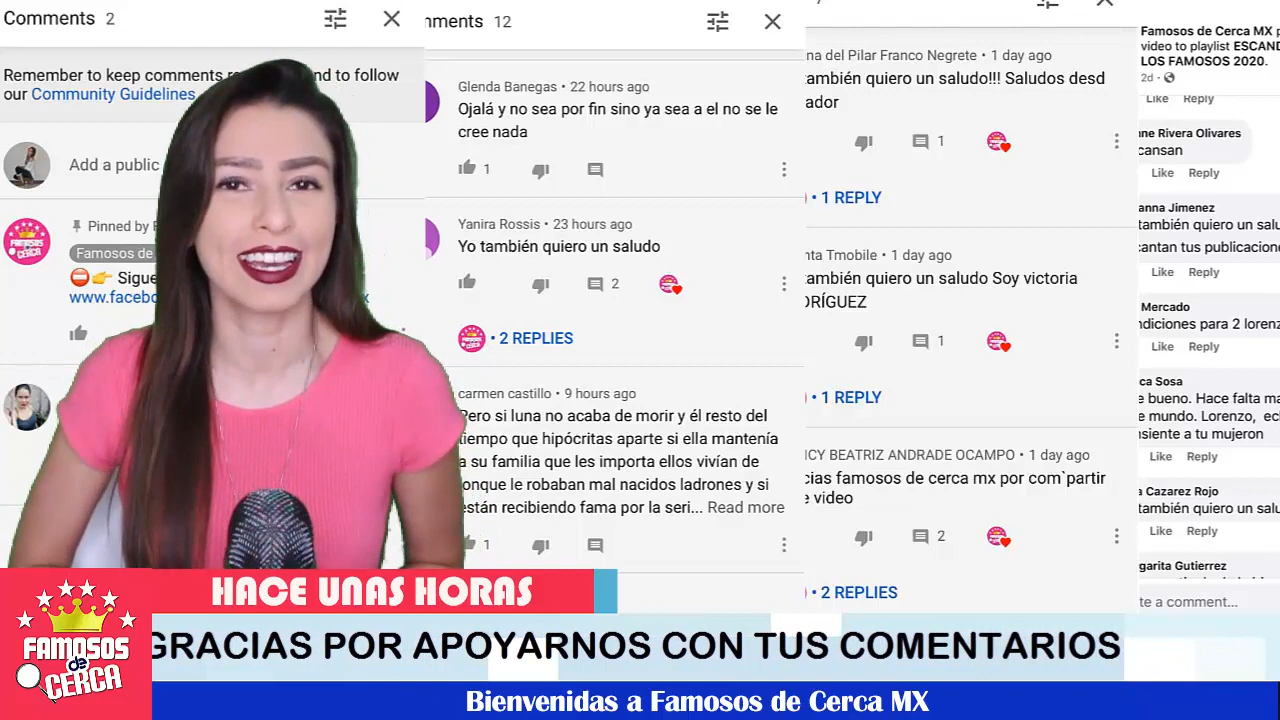 Comments 2
Remember to keep comments
and to follow
our Community Guidelines
Add a public
Pinned by
Famosos de
Sigue
www.facebo
mments 12
Glenda Banegas • 22 hours ago
Ojalá y no sea por fin sino ya sea a el no se le
cree nada
1
Yanira Rossis • 23 hours ago
Yo también quiero un saludo
2
• 2 REPLIES
carmen castillo • 9 hours ago
Pero si luna no acaba de morir y él resto del
tiempo que hipócritas aparte si ella mantenía
a su familia que les importa ellos vivían de
lonque le robaban mal nacidos ladrones y si
están recibiendo fama por la seri... Read more
1
na del Pilar Franco Negrete • 1 day ago
también quiero un saludo!!! Saludos desd
ador
1
• 1 REPLY
nta Tmobile • 1 day ago
también quiero un saludo Soy victoria
DRÍGUEZ
1
• 1 REPLY
ICY BEATRIZ ANDRADE OCAMPO • 1 day ago
cias famosos de cerca mx por com`partir
e video
2
• 2 REPLIES
Famosos de Cerca MX p
video to playlist ESCAND
LOS FAMOSOS 2020.
2d
Like Reply
ne Rivera Olivares
cansan
Like Reply
anna Jimenez
también quiero un salu
cantan tus publicacione
Like Reply
Mercado
ndiciones para 2 lorenz
Like Reply
ca Sosa
e bueno. Hace falta ma
e mundo. Lorenzo, ech
nsiente a tu mujeron
Like Reply
a Cazarez Rojo
también quiero un salu
Like Reply
rgarita Gutierrez
te a comment...
HACE UNAS HORAS
GRACIAS POR APOYARNOS CON TUS COMENTARIOS
FAMOSOS
de
CERCA
Bienvenidas a Famosos de Cerca MX